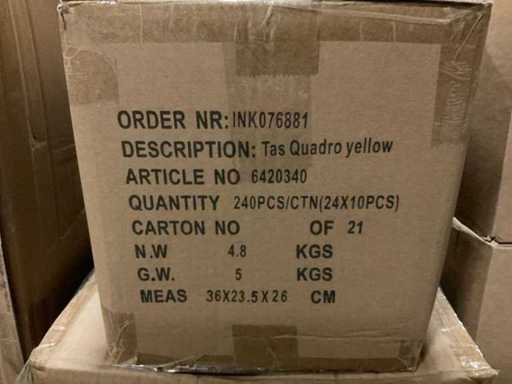 ORDER NR: INK076881
DESCRIPTION: Tas Quadro yellow
ARTICLE NO 6420340
QUANTITY 240PCS/CTN(24X10PCS)
CARTON NO OF 21
N.W 4.8 KGS
G.W. 5 KGS
MEAS 36X23.5X26 CM